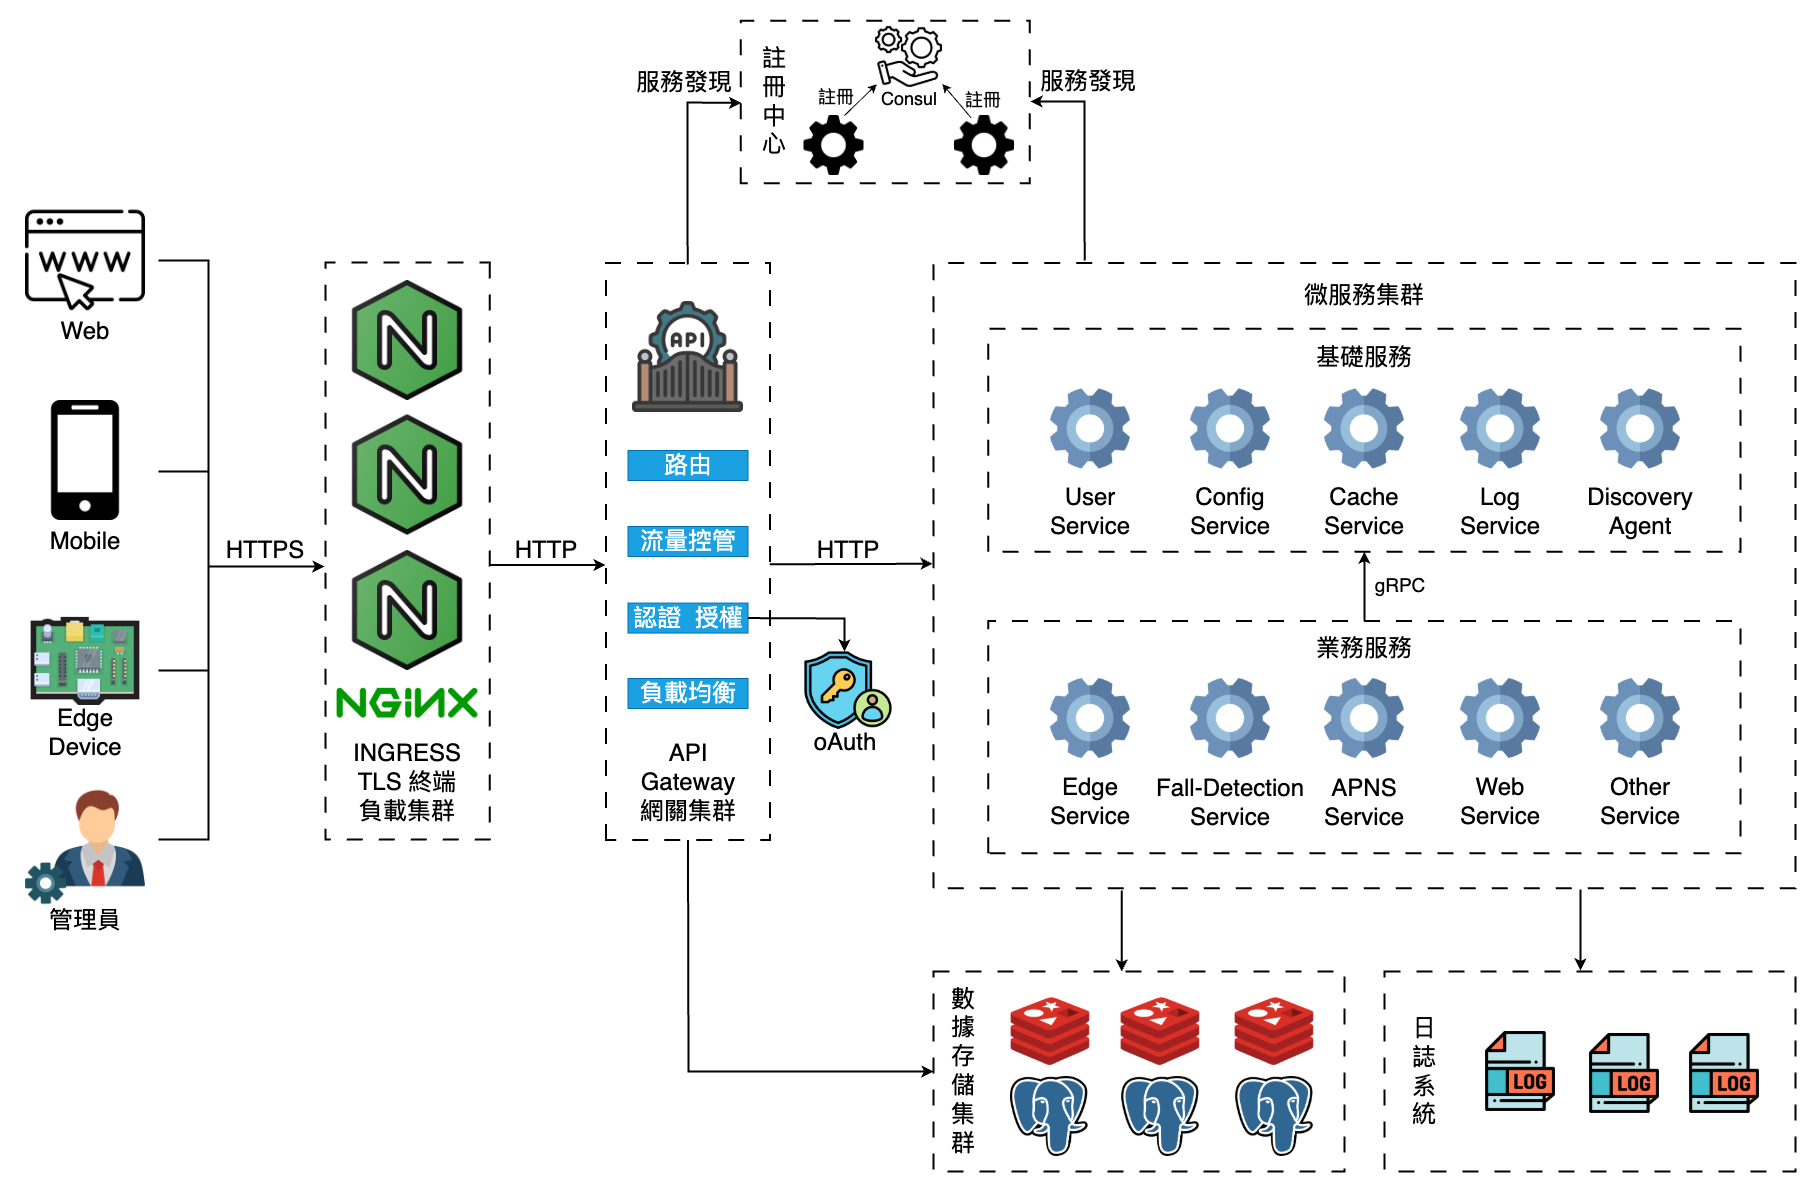 註
冊
中
心
註冊
Consul
註冊
服務發現
服務發現
WWW
Web
Mobile
Edge
Device
管理員
HTTPS
NGINX
INGRESS
TLS 終端
負載集群
HTTP
API
路由
流量控管
認證 授權
負載均衡
API
Gateway
網關集群
oAuth
HTTP
微服務集群
基礎服務
User
Service
Config
Service
Cache
Service
Log
Service
Discovery
Agent
gRPC
業務服務
Edge
Service
Fall-Detection
Service
APNS
Service
Web
Service
Other
Service
數
據
存
儲
集
群
日
誌
系
統
LOG
LOG
LOG